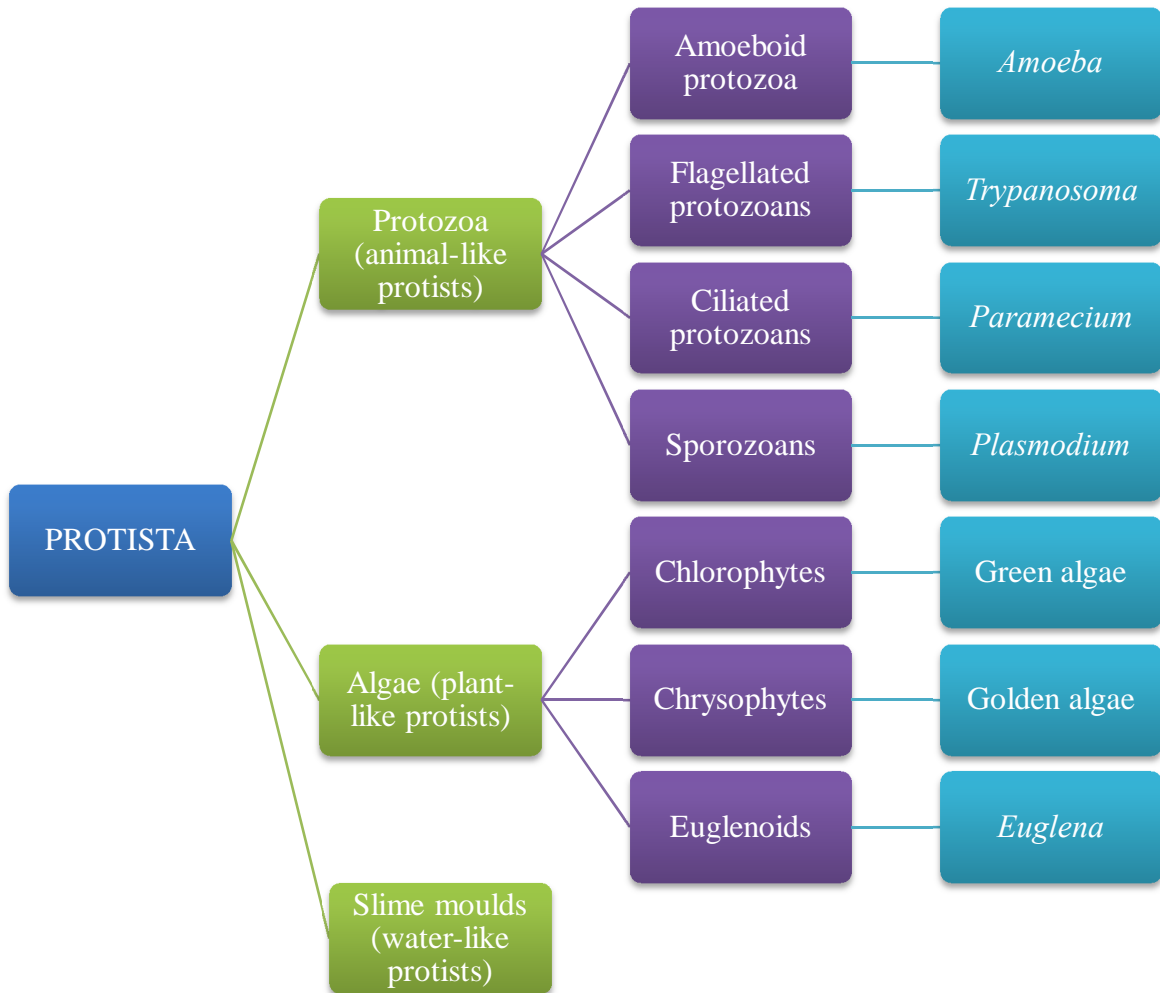 PROTISTA
Protozoa
(animal-like
protists)
Amoeboid
protozoa
Amoeba
Flagellated
protozoans
Trypanosoma
Ciliated
protozoans
Paramecium
Sporozoans
Plasmodium
Algae (plant-
like protists)
Chlorophytes
Green algae
Chrysophytes
Golden algae
Euglenoids
Euglena
Slime moulds
(water-like
protists)